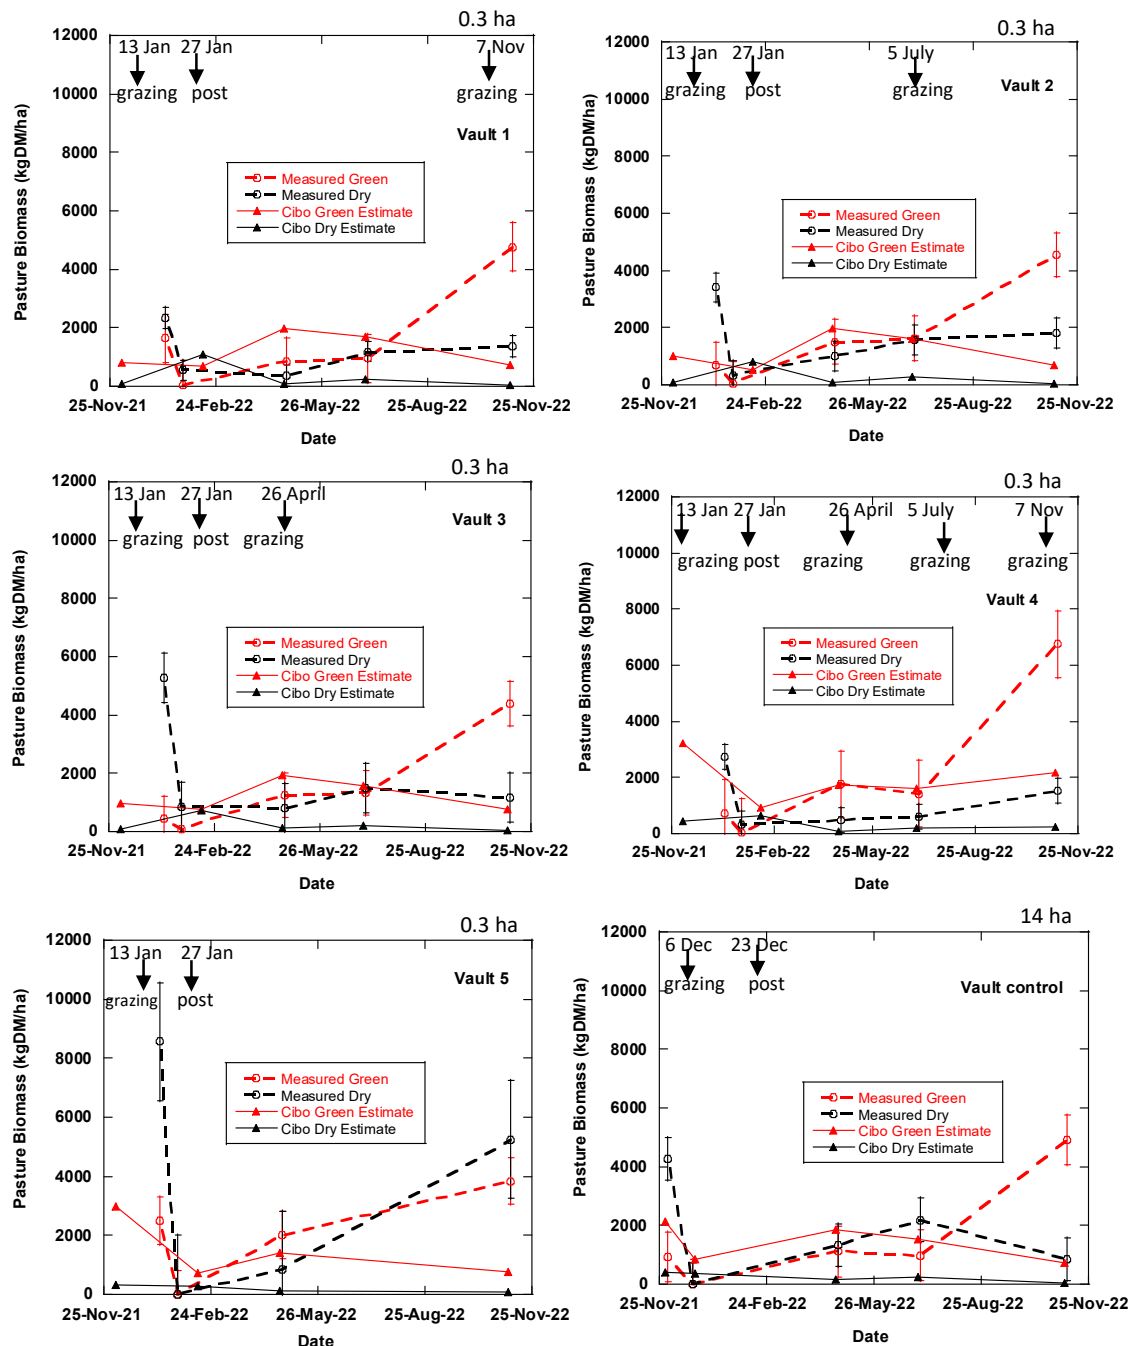 0.3 ha
12000
10000
8000
6000
4000
2000
0
Pasture Biomass (kgDM/ha)
13 Jan 27 Jan 7 Nov
grazing post grazing
Vault 1
Measured Green
Measured Dry
Cibo Green Estimate
Cibo Dry Estimate
25-Nov-21 24-Feb-22 26-May-22 25-Aug-22 25-Nov-22
Date
0.3 ha
12000
10000
8000
6000
4000
2000
0
Pasture Biomass (kgDM/ha)
13 Jan 27 Jan 5 July
grazing post grazing
Vault 2
Measured Green
Measured Dry
Cibo Green Estimate
Cibo Dry Estimate
25-Nov-21 24-Feb-22 26-May-22 25-Aug-22 25-Nov-22
Date
0.3 ha
12000
10000
8000
6000
4000
2000
0
Pasture Biomass (kgDM/ha)
13 Jan 27 Jan 26 April
grazing post grazing
Vault 3
Measured Green
Measured Dry
Cibo Green Estimate
Cibo Dry Estimate
25-Nov-21 24-Feb-22 26-May-22 25-Aug-22 25-Nov-22
Date
0.3 ha
12000
10000
8000
6000
4000
2000
0
Pasture Biomass (kgDM/ha)
13 Jan 27 Jan 26 April 5 July 7 Nov
grazing post grazing grazing grazing
Vault 4
Measured Green
Measured Dry
Cibo Green Estimate
Cibo Dry Estimate
25-Nov-21 24-Feb-22 25-May-22 25-Aug-22 25-Nov-22
Date
0.3 ha
12000
10000
8000
6000
4000
2000
0
Pasture Biomass (kgDM/ha)
13 Jan 27 Jan
grazing post
Vault 5
Measured Green
Measured Dry
Cibo Green Estimate
Cibo Dry Estimate
25-Nov-21 24-Feb-22 26-May-22 25-Aug-22 25-Nov-22
Date
14 ha
12000
10000
8000
6000
4000
2000
0
Pasture Biomass (kgDM/ha)
6 Dec 23 Dec
grazing post
Vault control
Measured Green
Measured Dry
Cibo Green Estimate
Cibo Dry Estimate
25-Nov-21 24-Feb-22 26-May-22 25-Aug-22 25-Nov-22
Date